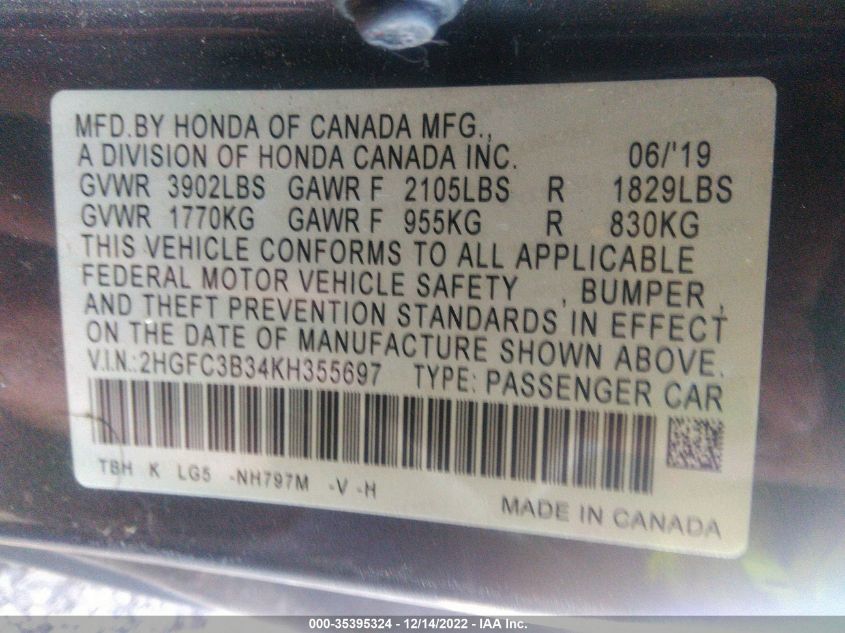 MFD.BY HONDA OF CANADA MFG.,
A DIVISION OF HONDA CANADA INC. 06/'19
GVWR 3902LBS GAWR F 2105LBS R 1829LBS
GVWR 1770KG GAWR F 955KG R 830KG
THIS VEHICLE CONFORMS TO ALL APPLICABLE
FEDERAL MOTOR VEHICLE SAFETY , BUMPER ,
AND THEFT PREVENTION STANDARDS IN EFFECT
ON THE DATE OF MANUFACTURE SHOWN ABOVE.
V.I.N.:2HGFC3B34KH355697 TYPE: PASSENGER CAR
TBH K LG5 -NH797M -V -H
MADE IN CANADA
000-35395324 - 12/14/2022 - IAA Inc.